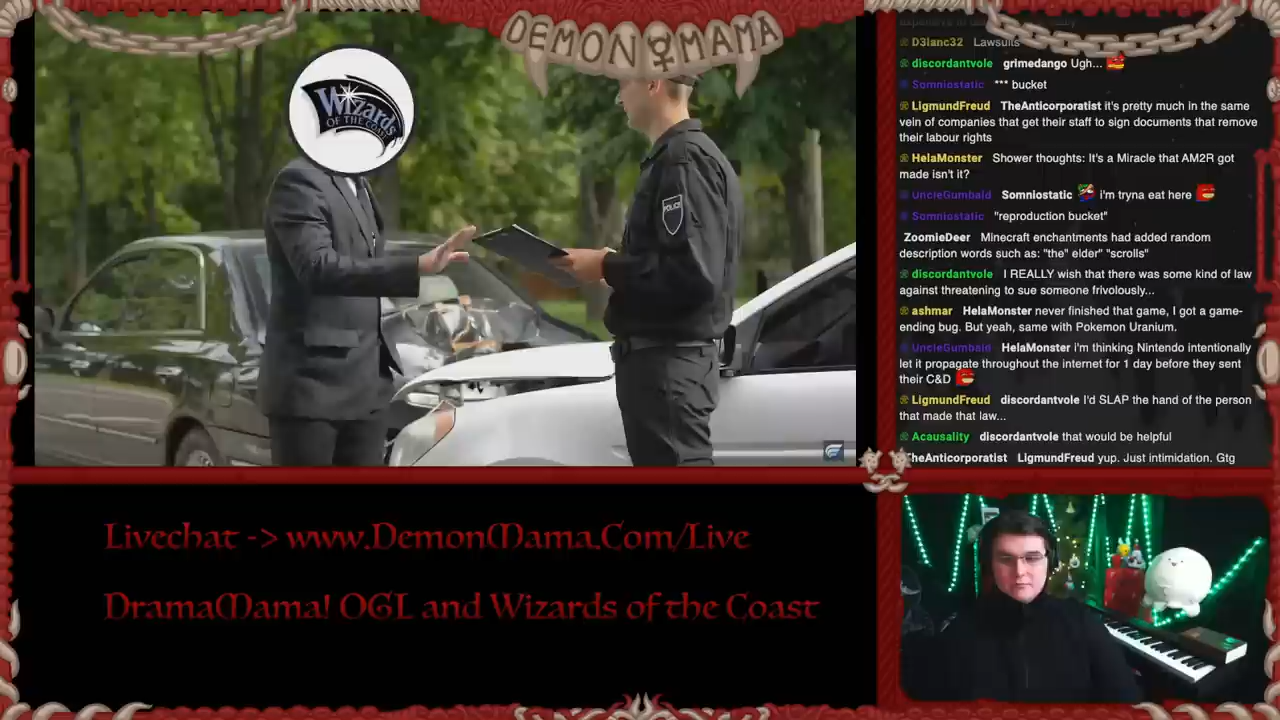 DEMON MAMA
Wizards
OF THE COAST
POLICE
D3lanc32 Lawsuits
discordantvole grimedango Ugh...
Somniostatic *** bucket
LigmundFreud TheAnticorporatist it's pretty much in the same
vein of companies that get their staff to sign documents that remove
their labour rights
HelaMonster Shower thoughts: It's a Miracle that AM2R got
made isn't it?
UncleGumbald Somniostatic i'm tryna eat here
Somniostatic "reproduction bucket"
ZoomieDeer Minecraft enchantments had added random
description words such as: "the" elder" "scrolls"
discordantvole I REALLY wish that there was some kind of law
against threatening to sue someone frivolously...
ashmar HelaMonster never finished that game, I got a game-
ending bug. But yeah, same with Pokemon Uranium.
UncleGumbald HelaMonster i'm thinking Nintendo intentionally
let it propagate throughout the internet for 1 day before they sent
their C&D
LigmundFreud discordantvole I'd SLAP the hand of the person
that made that law...
Acausality discordantvole that would be helpful
TheAnticorporatist LigmundFreud yup. Just intimidation. Gtg
Livechat -> www.DemonMama.Com/Live
DramaMama! OGL and Wizards of the Coast